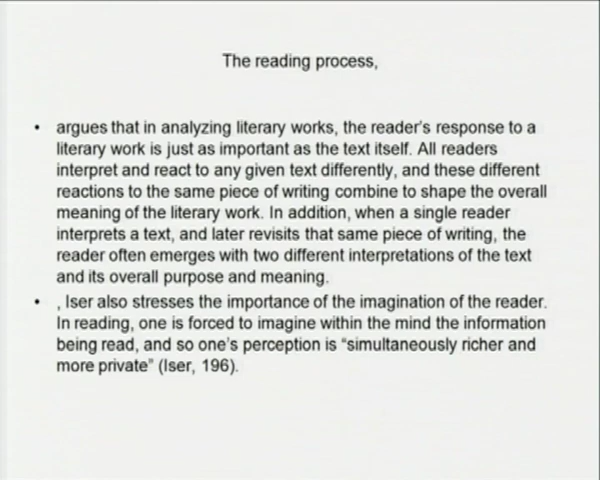 The reading process,
• argues that in analyzing literary works, the reader's response to a
literary work is just as important as the text itself. All readers
interpret and react to any given text differently, and these different
reactions to the same piece of writing combine to shape the overall
meaning of the literary work. In addition, when a single reader
interprets a text, and later revisits that same piece of writing, the
reader often emerges with two different interpretations of the text
and its overall purpose and meaning.
• , Iser also stresses the importance of the imagination of the reader.
In reading, one is forced to imagine within the mind the information
being read, and so one's perception is “simultaneously richer and
more private” (Iser, 196).